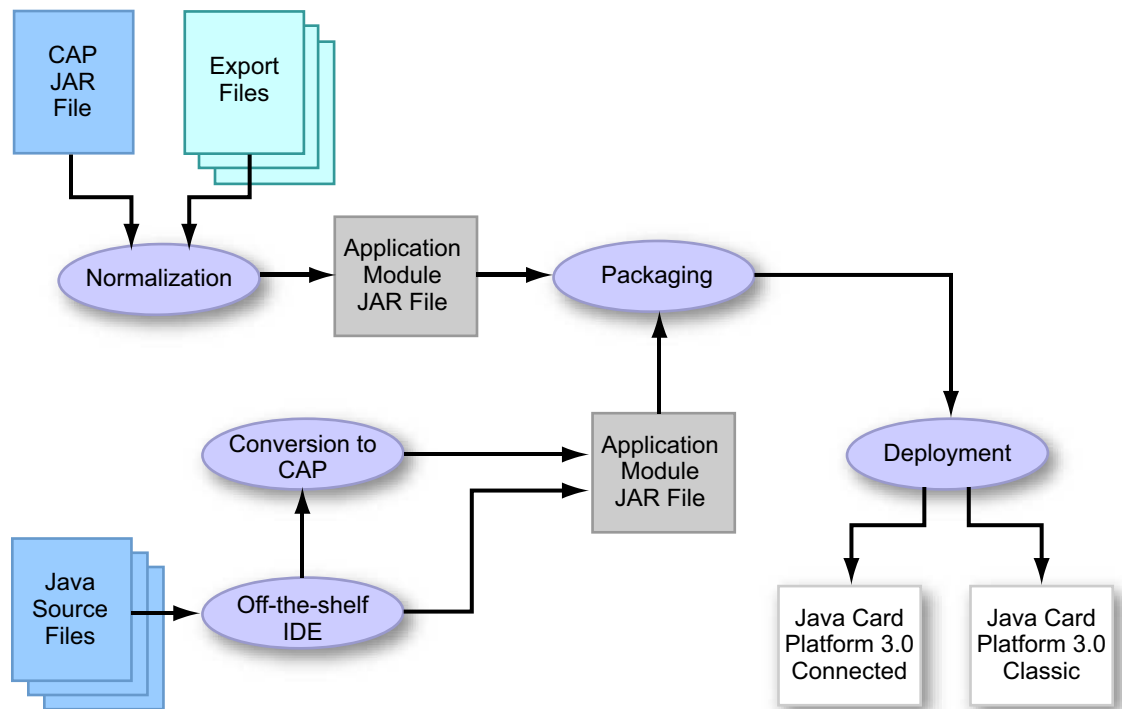 CAP
JAR
File
Export
Files
Normalization
Application
Module
JAR File
Packaging
Conversion to
CAP
Application
Module
JAR File
Deployment
Java
Source
Files
Off-the-shelf
IDE
Java Card
Platform 3.0
Connected
Java Card
Platform 3.0
Classic